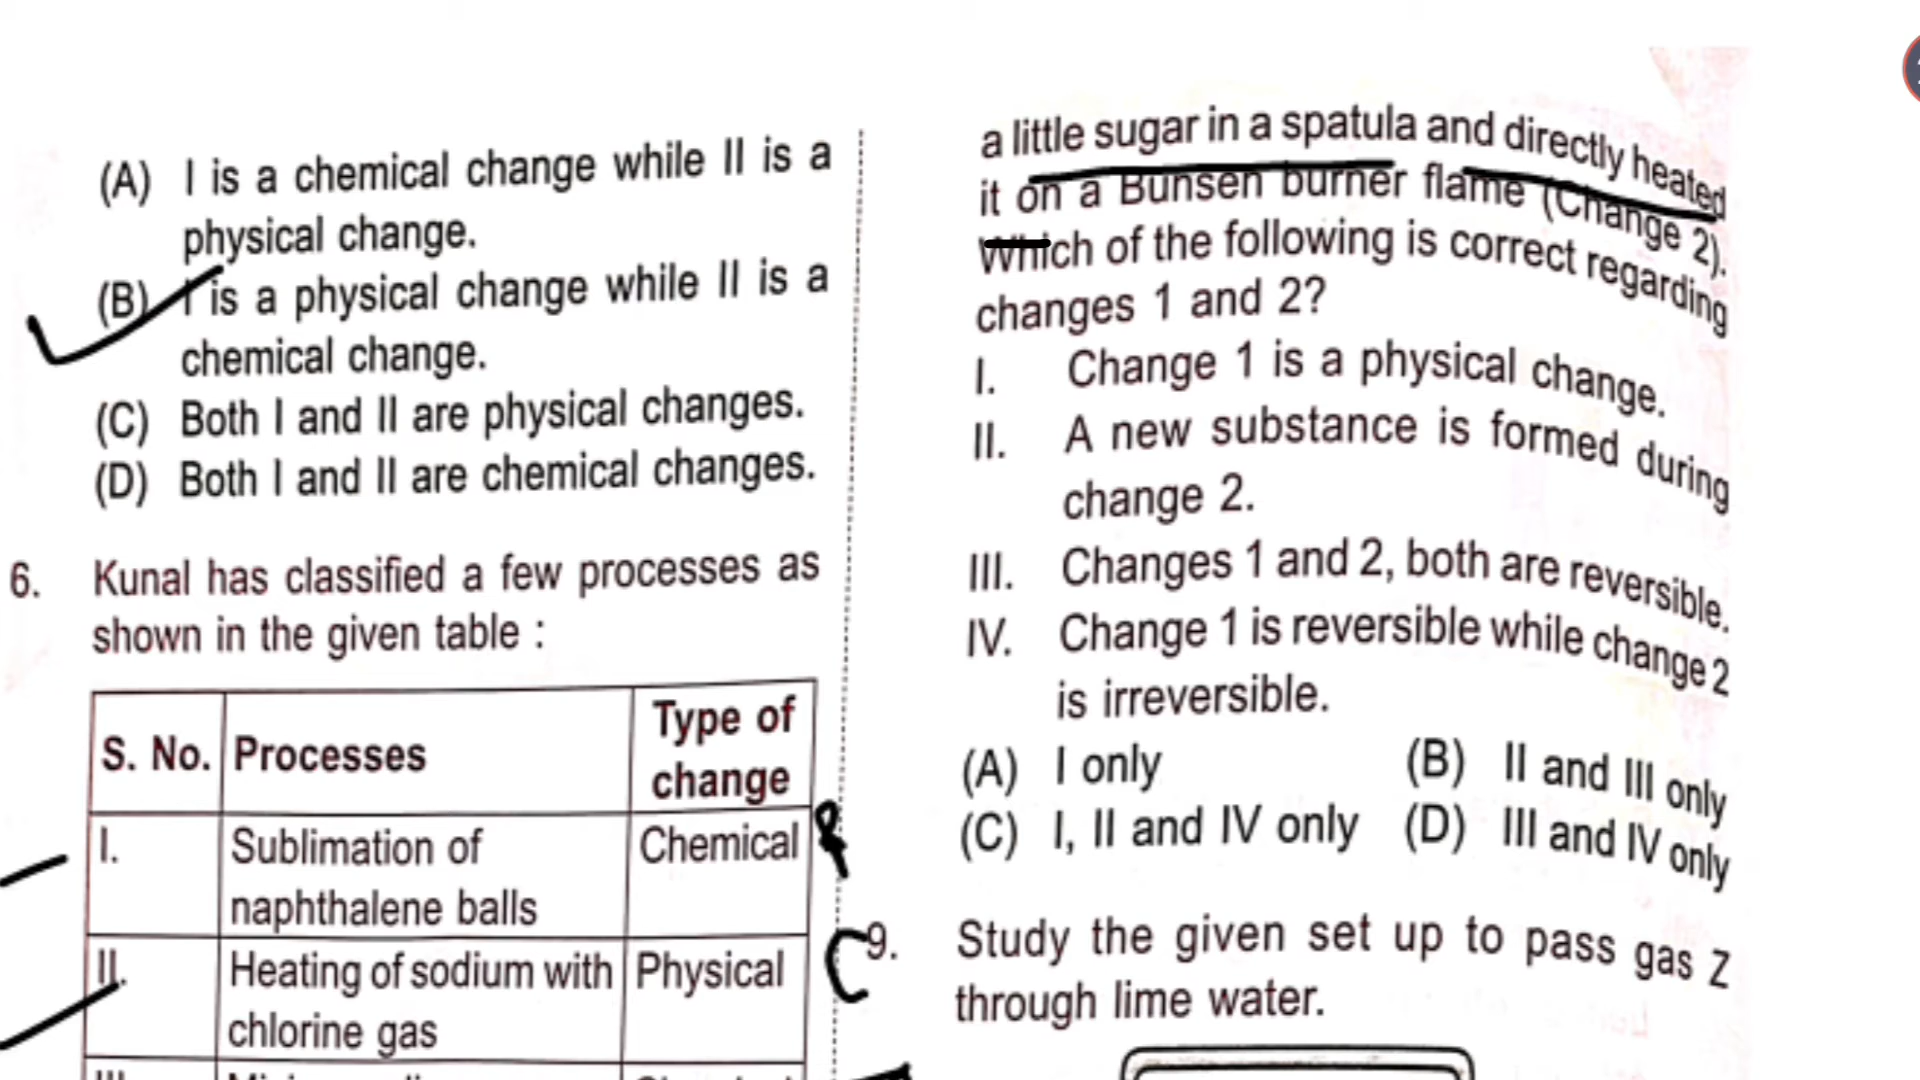 (A) I is a chemical change while II is a
physical change.
(B) I is a physical change while II is a
chemical change.
(C) Both I and II are physical changes.
(D) Both I and II are chemical changes.
6. Kunal has classified a few processes as
shown in the given table :
S. No. Processes Type of change
I. Sublimation of naphthalene balls Chemical
II. Heating of sodium with chlorine gas Physical
III.
a little sugar in a spatula and directly heated
it on a Bunsen burner flame (Change 2).
Which of the following is correct regarding
changes 1 and 2?
I. Change 1 is a physical change.
II. A new substance is formed during
change 2.
III. Changes 1 and 2, both are reversible.
IV. Change 1 is reversible while change 2
is irreversible.
(A) I only (B) II and III only
(C) I, II and IV only (D) III and IV only
9. Study the given set up to pass gas Z
through lime water.